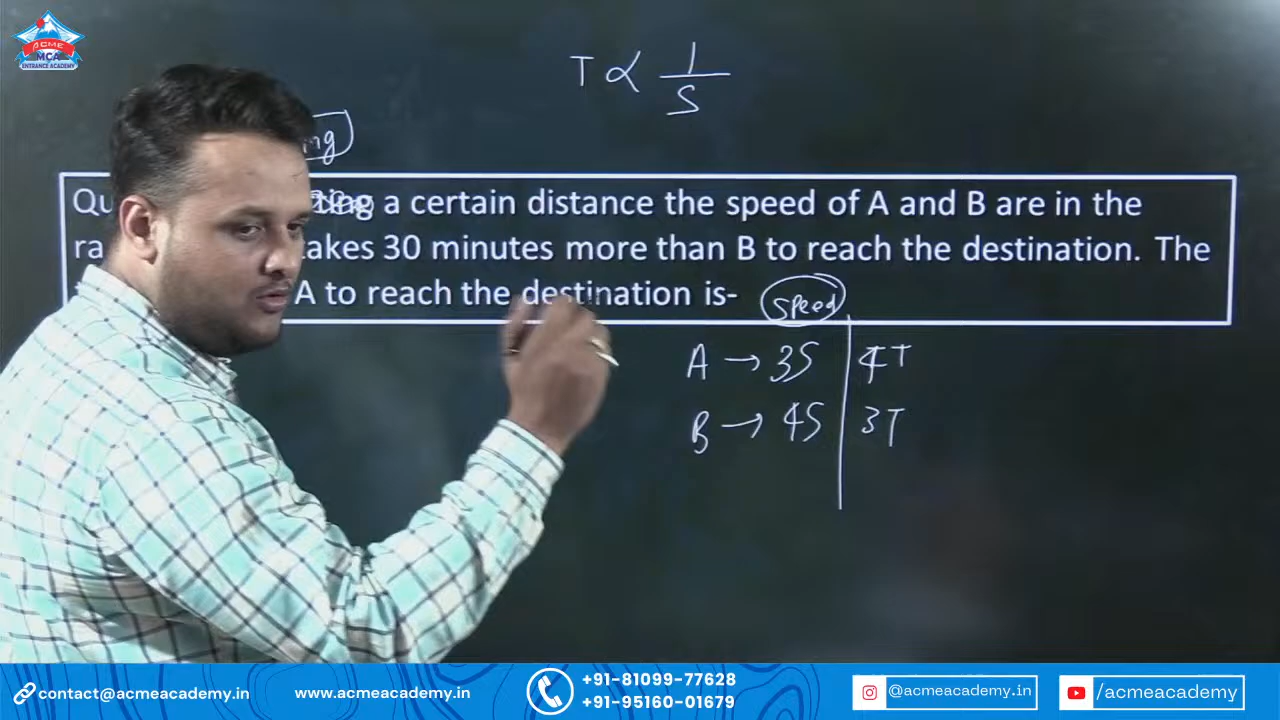 ACME
MCA
ENTRANCE ACADEMY
T ∝ 1/S
Qu a certain distance the speed of A and B are in the
ra takes 30 minutes more than B to reach the destination. The
A to reach the destination is-
Speed
A → 3S 4T
B → 4S 3T
contact@acmeacademy.in
www.acmeacademy.in
+91-81099-77628
+91-95160-01679
@acmeacademy.in
/acmeacademy